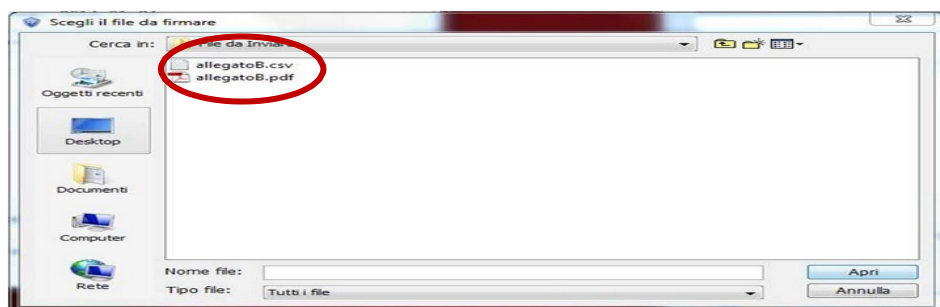 Scegli il file da firmare
Cerca in: File da Inviare
allegatoB.csv
allegatoB.pdf
Oggetti recenti
Desktop
Documenti
Computer
Rete
Nome file:
Apri
Tipo file: Tutti i file
Annulla